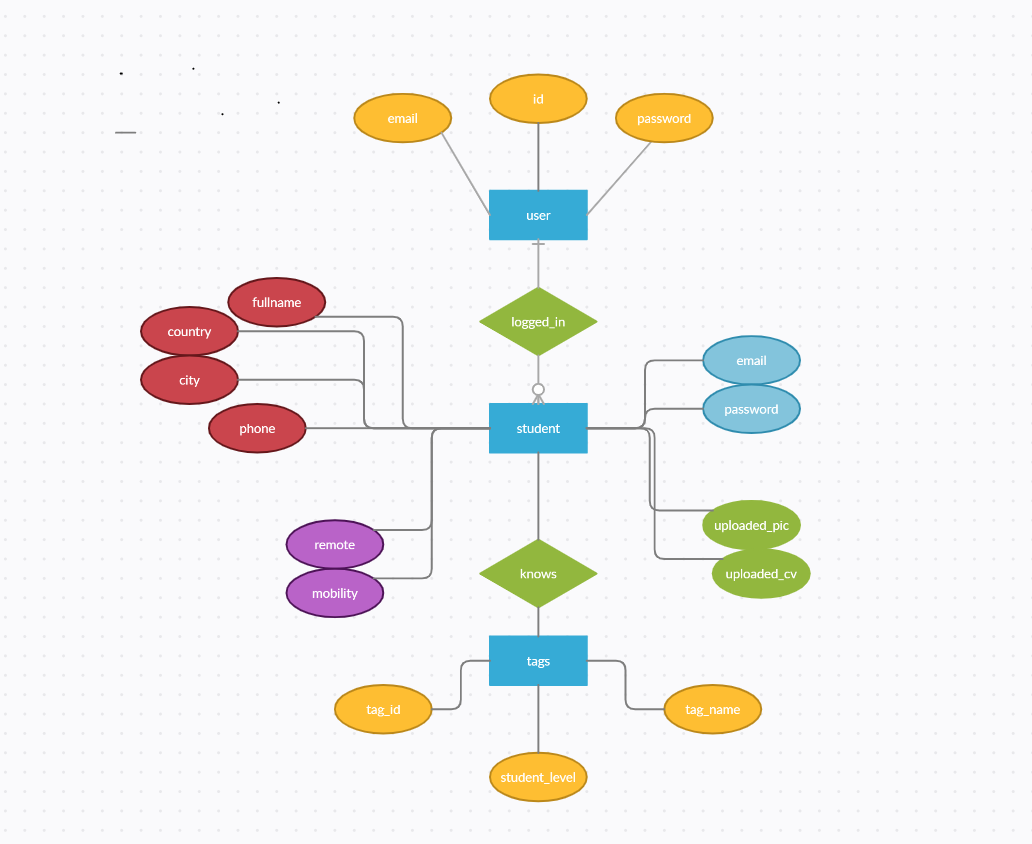 id
email
password
user
fullname
logged_in
country
email
city
password
phone
student
uploaded_pic
remote
knows
uploaded_cv
mobility
tags
tag_id
tag_name
student_level